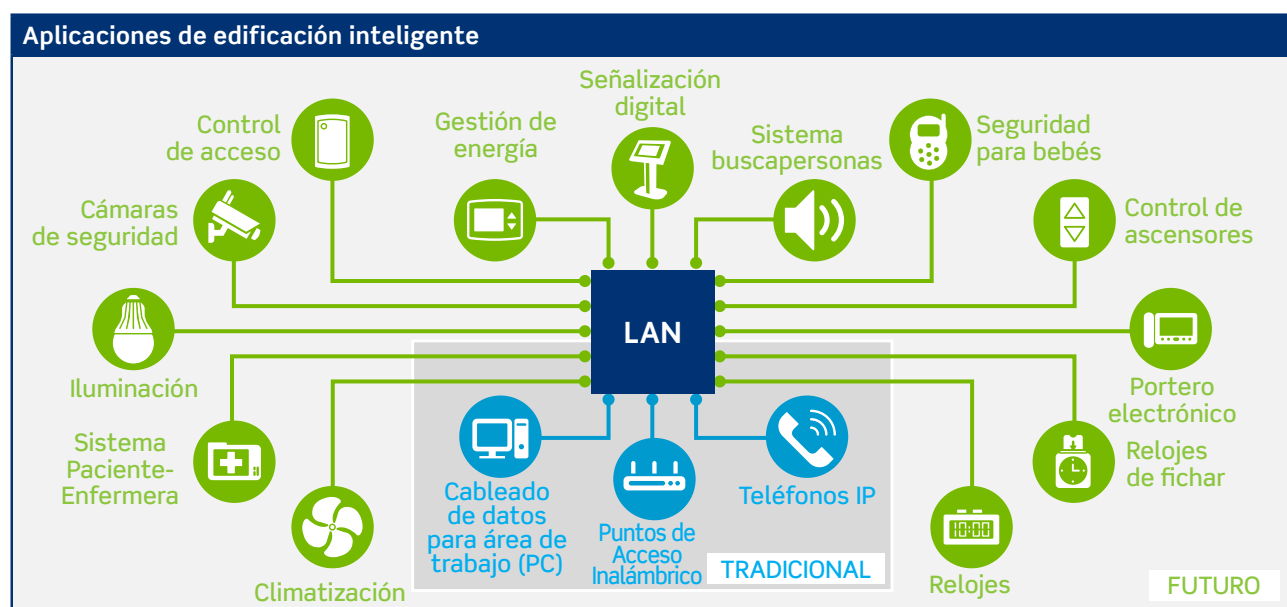 Aplicaciones de edificación inteligente
Señalización
digital
Control
de acceso
Gestión de
energía
Sistema
buscapersonas
Seguridad
para bebés
Cámaras
de seguridad
Control de
ascensores
LAN
Iluminación
Portero
electrónico
Sistema
Paciente-
Enfermera
Relojes
de fichar
Cableado
de datos
para área de
trabajo (PC)
Puntos de
Acceso
Inalámbrico
Teléfonos IP
TRADICIONAL
Climatización
10:00
Relojes
FUTURO